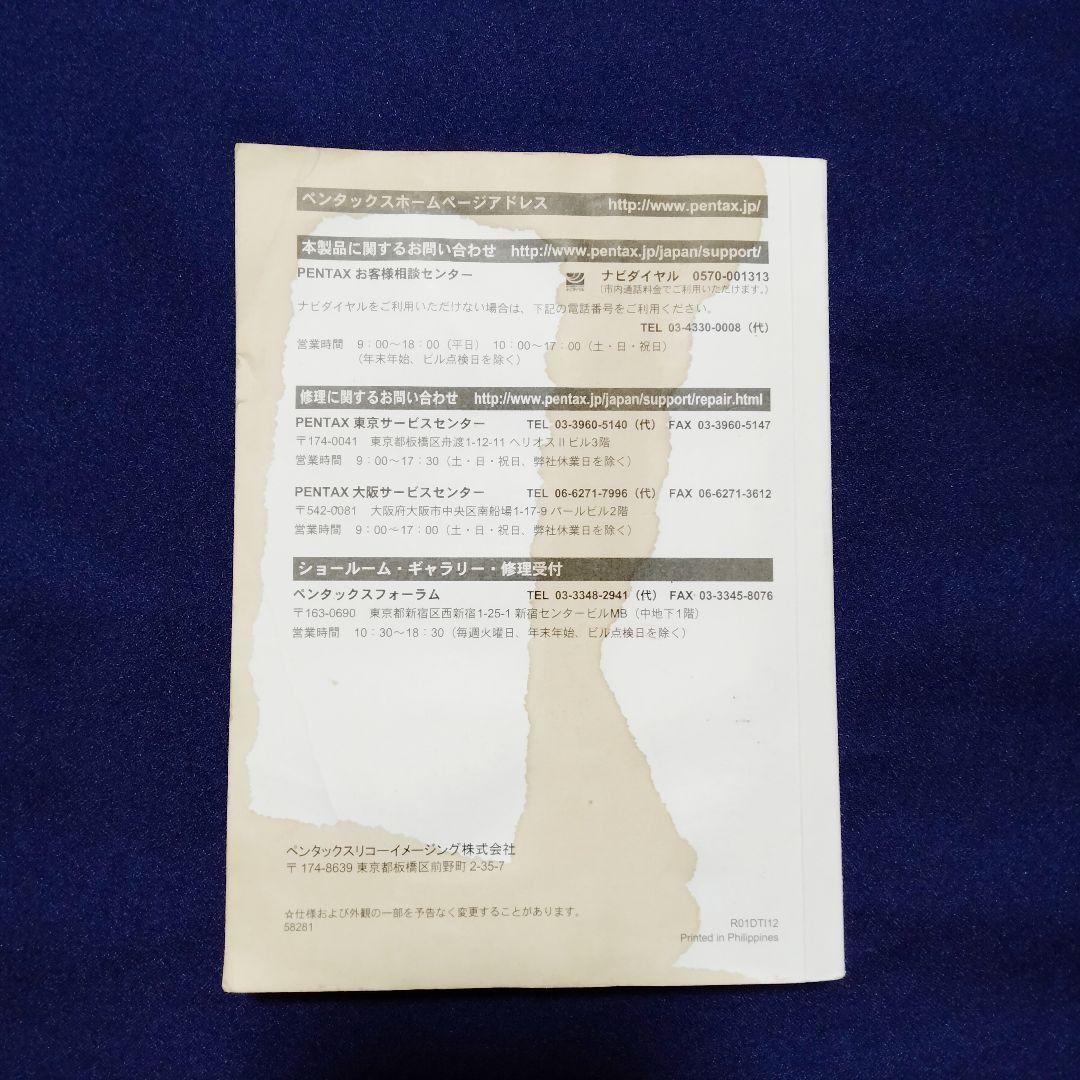 ペンタックスホームページアドレス http://www.pentax.jp/
本製品に関するお問い合わせ http://www.pentax.jp/japan/support/
PENTAX お客様相談センター ナビダイヤル 0570-001313
（市内通話料金でご利用いただけます。）
ナビダイヤルをご利用いただけない場合は、下記の電話番号をご利用ください。
TEL 03-4330-0008（代）
営業時間 9：00～18：00（平日） 10：00～17：00（土・日・祝日）
（年末年始、ビル点検日を除く）
修理に関するお問い合わせ http://www.pentax.jp/japan/support/repair.html
PENTAX 東京サービスセンター TEL 03-3960-5140（代） FAX 03-3960-5147
〒174-0041 東京都板橋区舟渡1-12-11 ヘリオスⅡビル3階
営業時間 9：00～17：30（土・日・祝日、弊社休業日を除く）
PENTAX 大阪サービスセンター TEL 06-6271-7996（代） FAX 06-6271-3612
〒542-0081 大阪府大阪市中央区南船場1-17-9 パールビル2階
営業時間 9：00～17：00（土・日・祝日、弊社休業日を除く）
ショールーム・ギャラリー・修理受付
ペンタックスフォーラム TEL 03-3348-2941（代） FAX 03-3345-8076
〒163-0690 東京都新宿区西新宿1-25-1 新宿センタービルMB（中地下1階）
営業時間 10：30～18：30（毎週火曜日、年末年始、ビル点検日を除く）
ペンタックスリコーイメージング株式会社
〒174-8639 東京都板橋区前野町 2-35-7
☆仕様および外観の一部を予告なく変更することがあります。
58281
R01DTI12
Printed in Philippines